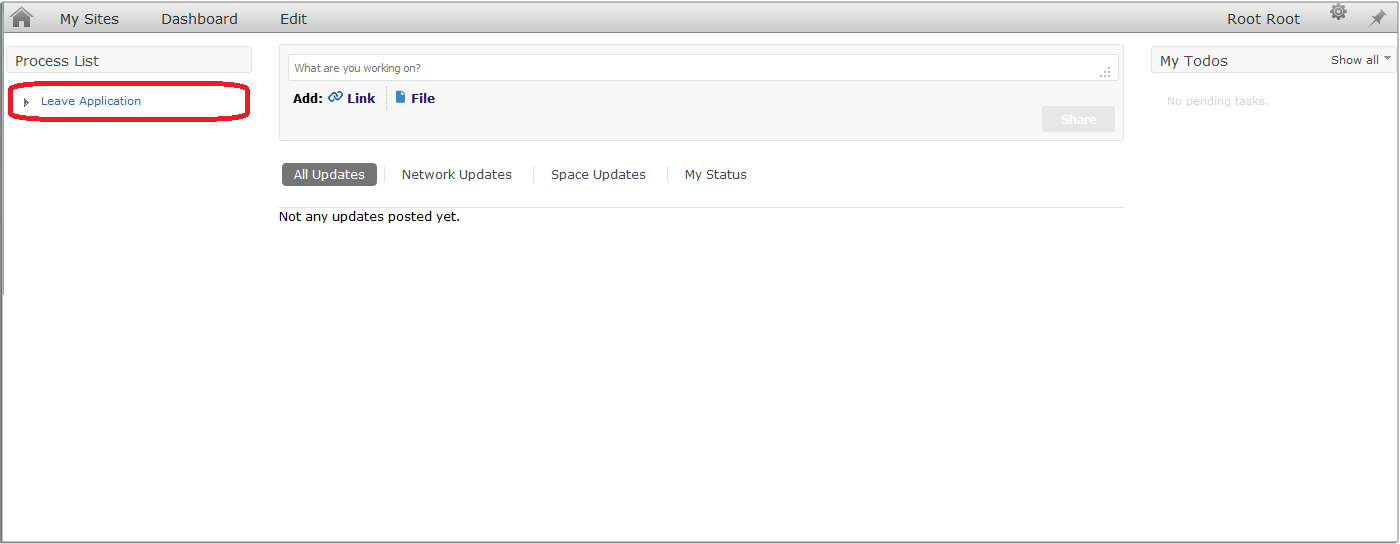 My Sites Dashboard Edit Root Root
Process List
Leave Application
What are you working on?
Add: Link File
Share
All Updates Network Updates Space Updates My Status
Not any updates posted yet.
My Todos Show all
No pending tasks.